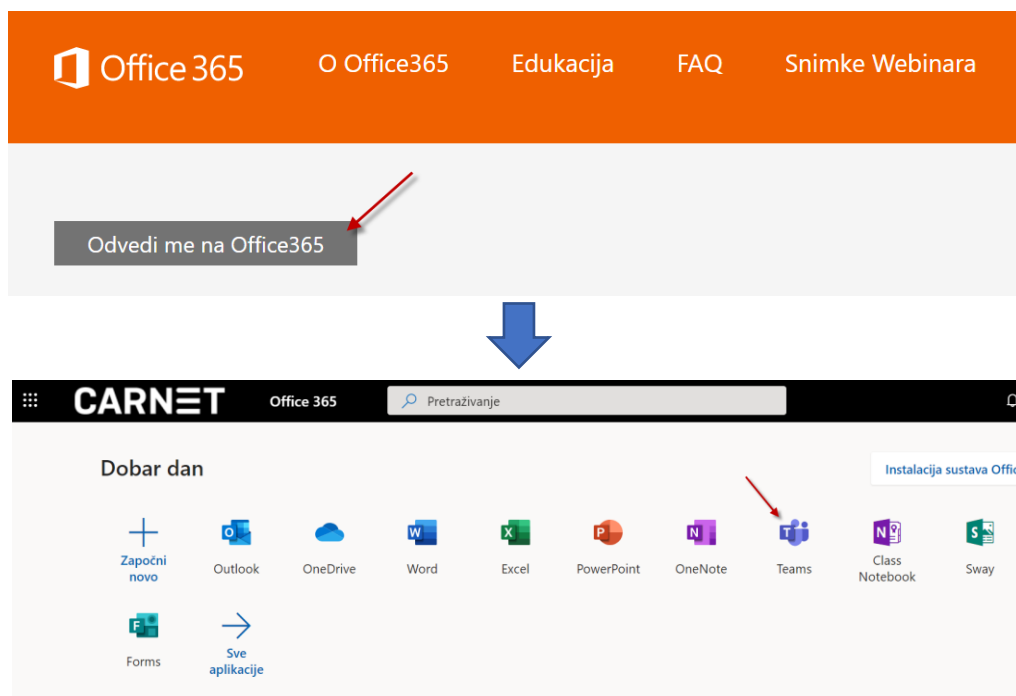 Office 365 O Office365 Edukacija FAQ Snimke Webinara
Odvedi me na Office365
CARNET Office 365 Pretraživanje
Dobar dan
Instalacija sustava Offic
Započni novo
Outlook
OneDrive
Word
Excel
PowerPoint
OneNote
Teams
Class Notebook
Sway
Forms
Sve aplikacije